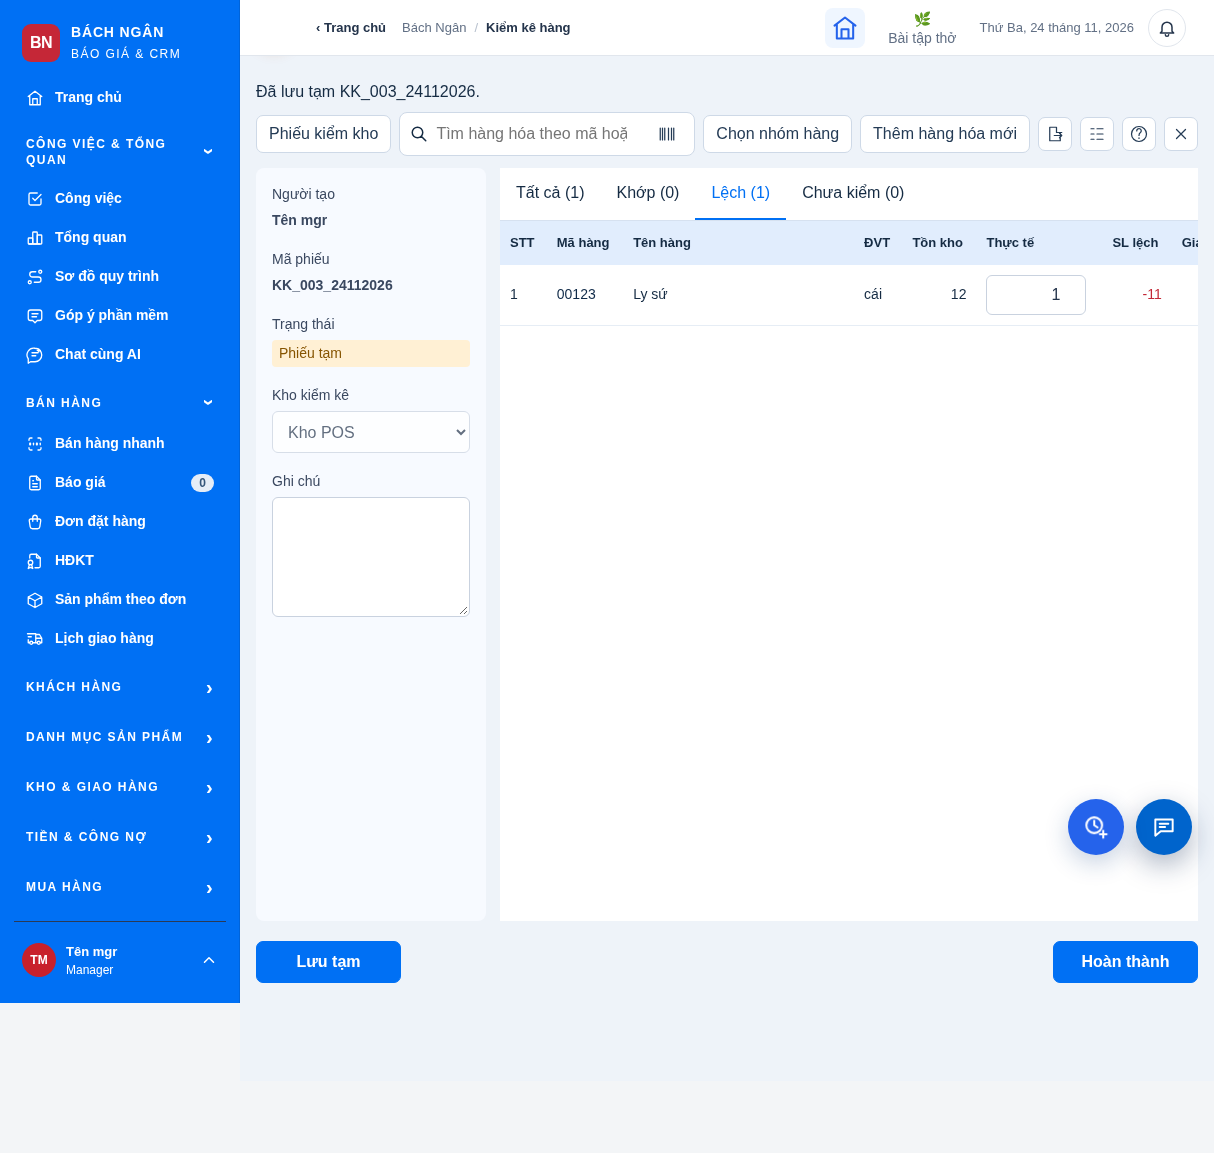 BN
BÁCH NGÂN
BÁO GIÁ & CRM
Trang chủ
CÔNG VIỆC & TỔNG QUAN
Công việc
Tổng quan
Sơ đồ quy trình
Góp ý phần mềm
Chat cùng AI
BÁN HÀNG
Bán hàng nhanh
Báo giá 0
Đơn đặt hàng
HĐKT
Sản phẩm theo đơn
Lịch giao hàng
KHÁCH HÀNG
DANH MỤC SẢN PHẨM
KHO & GIAO HÀNG
TIỀN & CÔNG NỢ
MUA HÀNG
TM
Tên mgr
Manager
‹ Trang chủ Bách Ngân / Kiểm kê hàng
Bài tập thở
Thứ Ba, 24 tháng 11, 2026
Đã lưu tạm KK_003_24112026.
Phiếu kiểm kho Tìm hàng hóa theo mã hoặ Chọn nhóm hàng Thêm hàng hóa mới
Người tạo
Tên mgr
Mã phiếu
KK_003_24112026
Trạng thái
Phiếu tạm
Kho kiểm kê
Kho POS
Ghi chú
Tất cả (1) Khớp (0) Lệch (1) Chưa kiểm (0)
STT Mã hàng Tên hàng ĐVT Tồn kho Thực tế SL lệch Giá
1 00123 Ly sứ cái 12 1 -11
Lưu tạm Hoàn thành